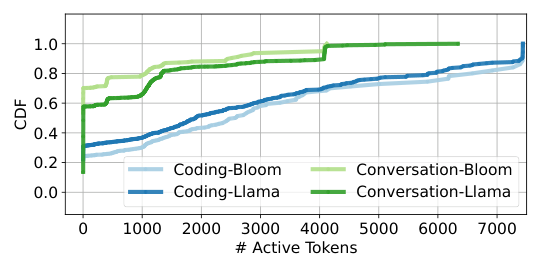 1.0
0.8
0.6
0.4
0.2
0.0
CDF
Coding-Bloom
Coding-Llama
Conversation-Bloom
Conversation-Llama
0 1000 2000 3000 4000 5000 6000 7000
# Active Tokens